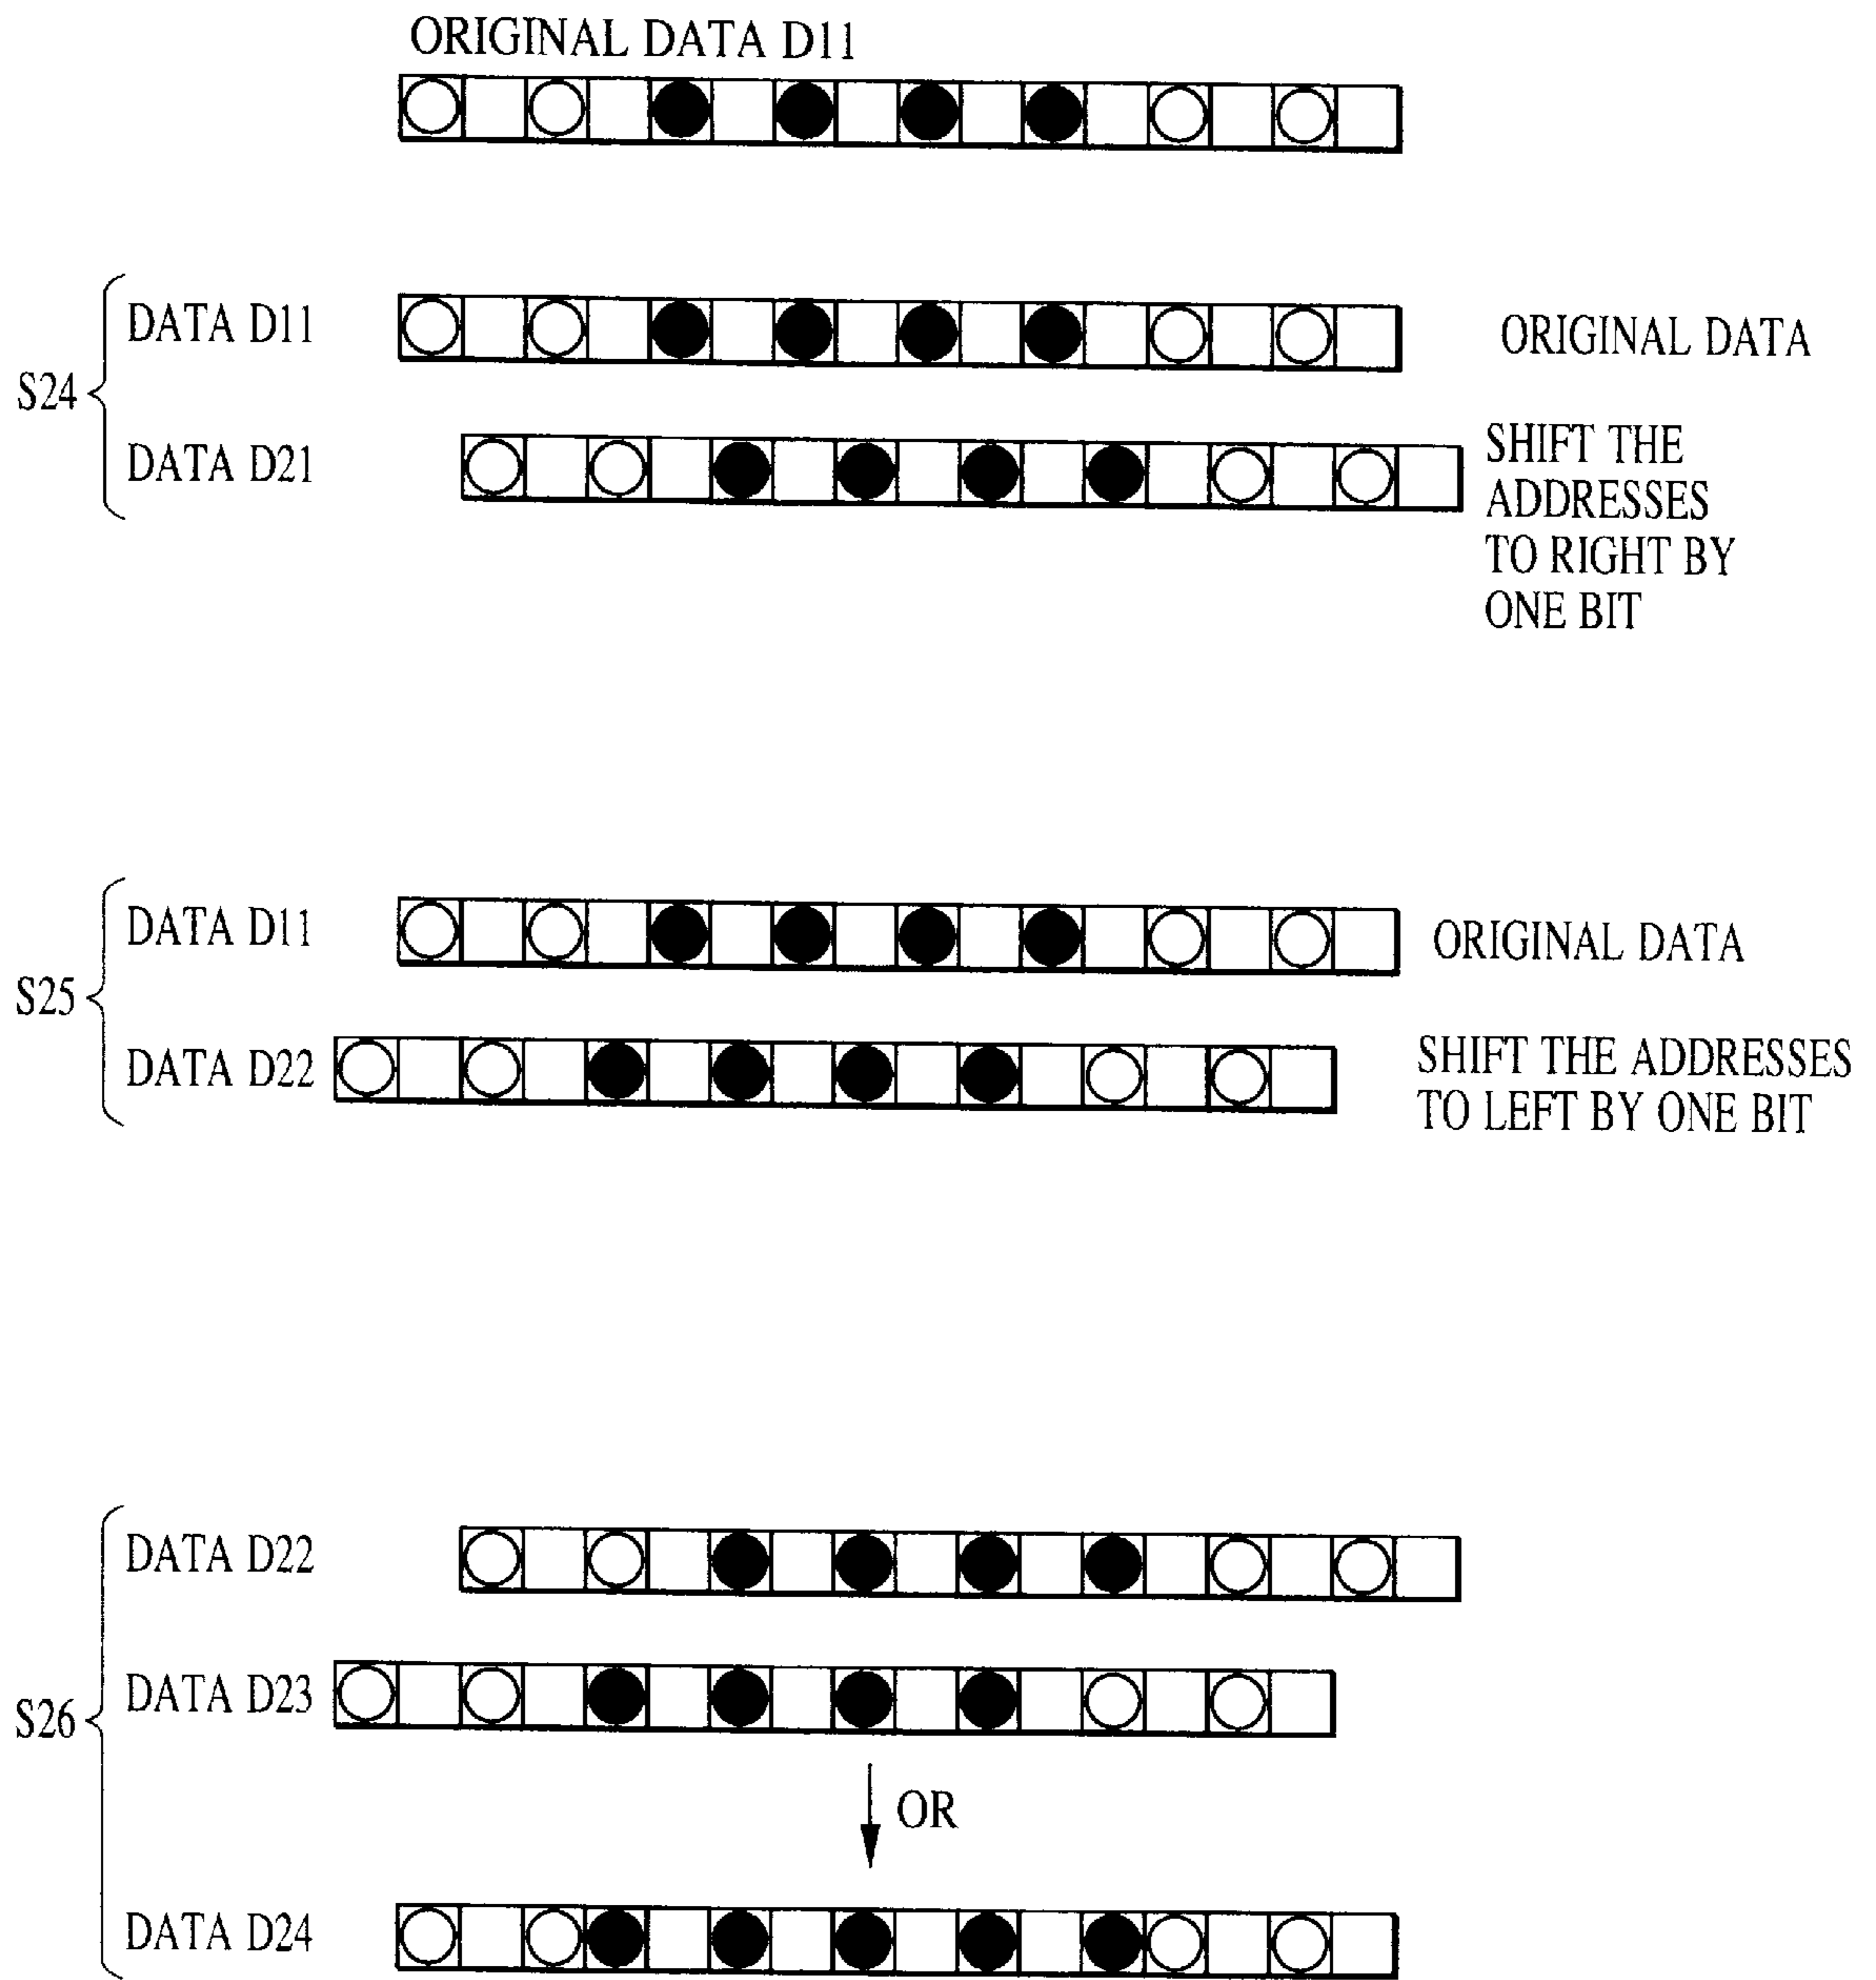 ORIGINAL DATA D11
S24
DATA D11
ORIGINAL DATA
DATA D21
SHIFT THE
ADDRESSES
TO RIGHT BY
ONE BIT
S25
DATA D11
ORIGINAL DATA
DATA D22
SHIFT THE ADDRESSES
TO LEFT BY ONE BIT
S26
DATA D22
DATA D23
OR
DATA D24